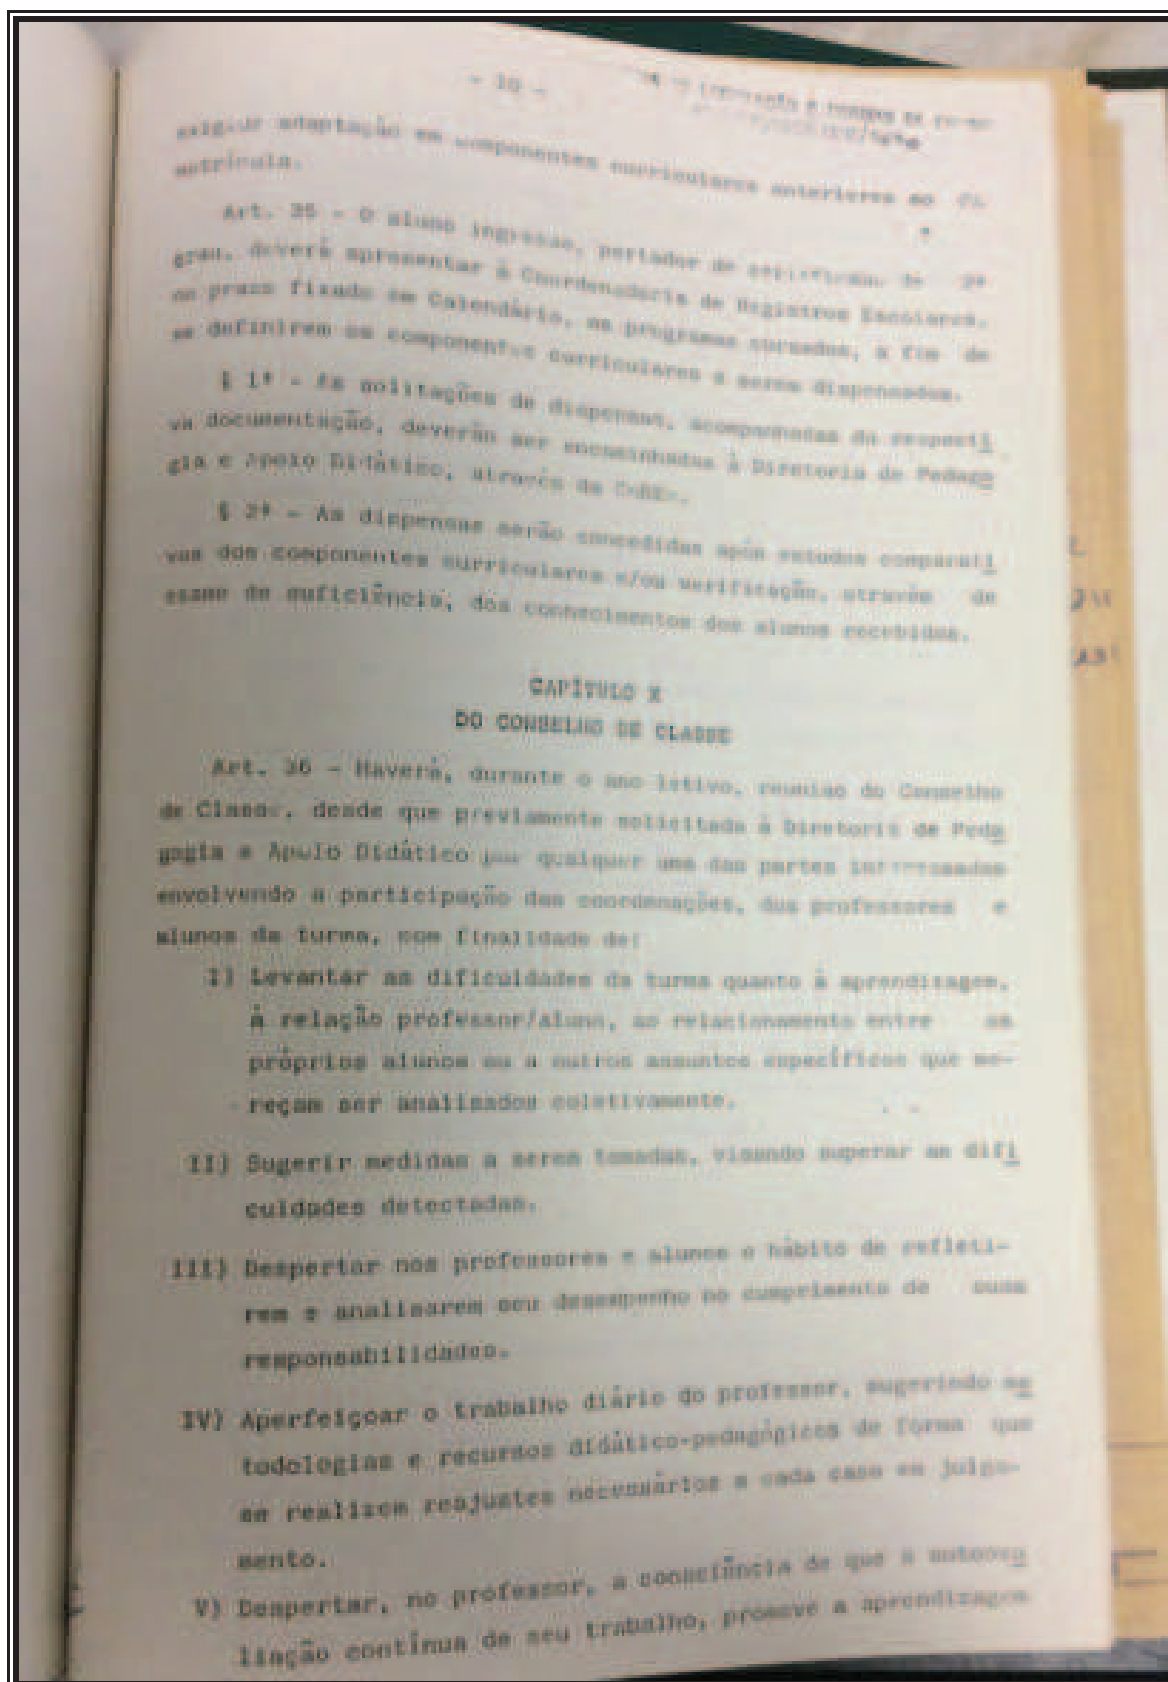 - 10 -
exigir adaptação em componentes curriculares anteriores ao da
matrícula.
Art. 35 - O aluno ingresso, portador de certificado de 2º
grau, deverá apresentar à Coordenadoria de Registros Escolares,
no prazo fixado em Calendário, os programas cursados, a fim de
se definirem os componentes curriculares a serem dispensados.
§ 1º - As solitações de dispensas, acompanhadas da respecti
va documentação, deverão ser encaminhadas à Diretoria de Pedago
gia e Apoio Didático, através da CoRE.
§ 2º - As dispensas serão concedidas após estudos comparati
vos dos componentes curriculares e/ou verificação, através de
exame de suficiência, dos conhecimentos dos alunos recebidos.
CAPÍTULO X
DO CONSELHO DE CLASSE
Art. 36 - Haverá, durante o ano letivo, reunião do Conselho
de Classe, desde que previamente solicitada à Diretoria de Peda
gogia e Apoio Didático por qualquer uma das partes interessadas
envolvendo a participação das coordenações, dos professores e
alunos da turma, com finalidade de:
I) Levantar as dificuldades da turma quanto à aprendizagem,
à relação professor/aluno, ao relacionamento entre os
próprios alunos ou a outros assuntos específicos que me-
reçam ser analisados coletivamente.
II) Sugerir medidas a serem tomadas, visando superar as difi
culdades detectadas.
III) Despertar nos professores e alunos o hábito de refleti-
rem e analisarem seu desempenho no cumprimento de suas
responsabilidades.
IV) Aperfeiçoar o trabalho diário do professor, sugerindo me
todologias e recursos didático-pedagógicos de forma que
se realizem reajustes necessários a cada caso em julga-
mento.
V) Despertar, no professor, a consciência de que a autoava
liação contínua de seu trabalho, promove a aprendizagem